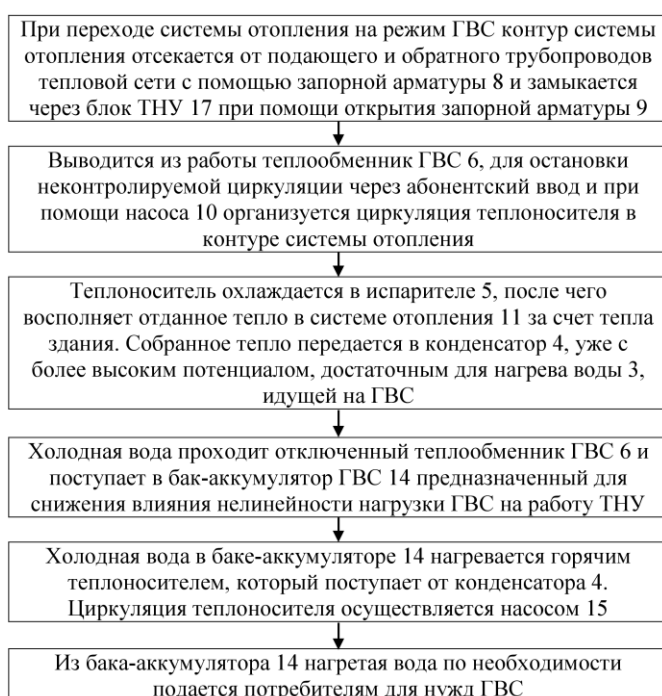 При переходе системы отопления на режим ГВС контур системы
отопления отсекается от подающего и обратного трубопроводов
тепловой сети с помощью запорной арматуры 8 и замыкается
через блок ТНУ 17 при помощи открытия запорной арматуры 9
Выводится из работы теплообменник ГВС 6, для остановки
неконтролируемой циркуляции через абонентский ввод и при
помощи насоса 10 организуется циркуляция теплоносителя в
контуре системы отопления
Теплоноситель охлаждается в испарителе 5, после чего
восполняет отданное тепло в системе отопления 11 за счет тепла
здания. Собранное тепло передается в конденсатор 4, уже с
более высоким потенциалом, достаточным для нагрева воды 3,
идущей на ГВС
Холодная вода проходит отключенный теплообменник ГВС 6 и
поступает в бак-аккумулятор ГВС 14 предназначенный для
снижения влияния нелинейности нагрузки ГВС на работу ТНУ
Холодная вода в баке-аккумуляторе 14 нагревается горячим
теплоносителем, который поступает от конденсатора 4.
Циркуляция теплоносителя осуществляется насосом 15
Из бака-аккумулятора 14 нагретая вода по необходимости
подается потребителям для нужд ГВС